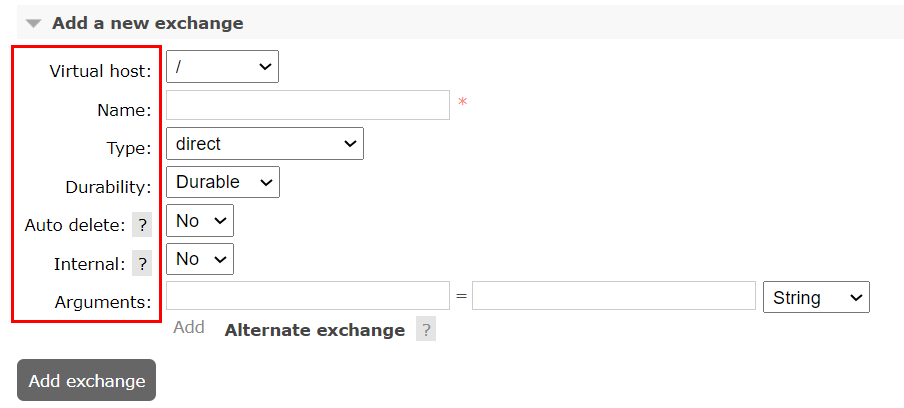 Add a new exchange
Virtual host: /
Name: *
Type: direct
Durability: Durable
Auto delete: ? No
Internal: ? No
Arguments: = String
Add Alternate exchange ?
Add exchange